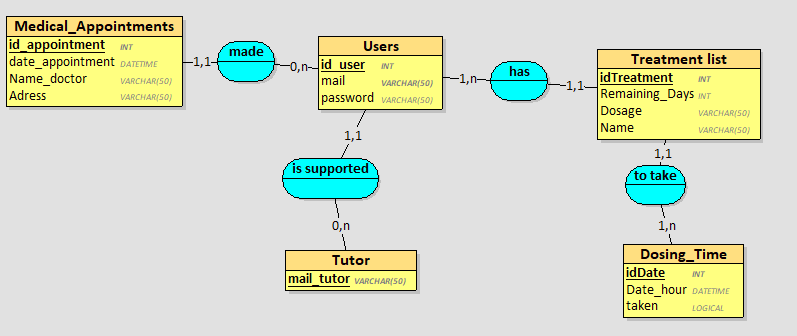 Medical_Appointments
id_appointment INT
date_appointment DATETIME
Name_doctor VARCHAR(50)
Adress VARCHAR(50)
1,1
made
0,n
Users
id_user INT
mail VARCHAR(50)
password VARCHAR(50)
1,n
has
1,1
Treatment list
idTreatment INT
Remaining_Days INT
Dosage VARCHAR(50)
Name VARCHAR(50)
1,1
is supported
0,n
Tutor
mail_tutor VARCHAR(50)
1,1
to take
1,n
Dosing_Time
idDate INT
Date_hour DATETIME
taken LOGICAL